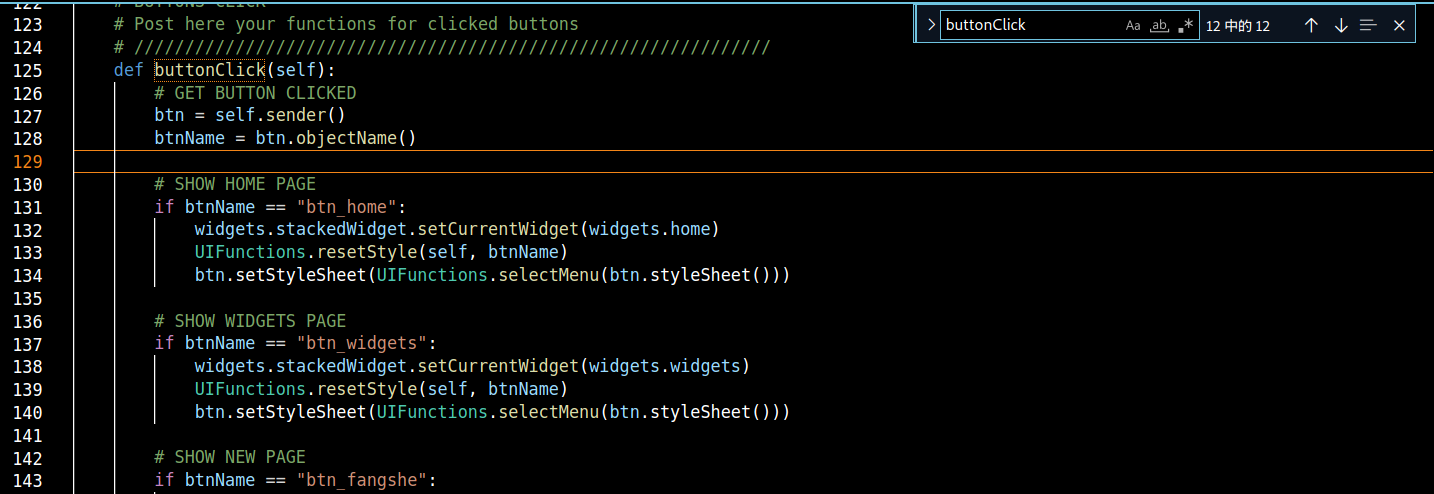 122 # BUTTONS CLICK
123 # Post here your functions for clicked buttons
124 # ///////////////////////////////////////////////////////////////
125 def buttonClick(self):
126 # GET BUTTON CLICKED
127 btn = self.sender()
128 btnName = btn.objectName()
129
130 # SHOW HOME PAGE
131 if btnName == "btn_home":
132 widgets.stackedWidget.setCurrentWidget(widgets.home)
133 UIFunctions.resetStyle(self, btnName)
134 btn.setStyleSheet(UIFunctions.selectMenu(btn.styleSheet()))
135
136 # SHOW WIDGETS PAGE
137 if btnName == "btn_widgets":
138 widgets.stackedWidget.setCurrentWidget(widgets.widgets)
139 UIFunctions.resetStyle(self, btnName)
140 btn.setStyleSheet(UIFunctions.selectMenu(btn.styleSheet()))
141
142 # SHOW NEW PAGE
143 if btnName == "btn_fangshe":
buttonClick Aa ab .* 12 中的 12